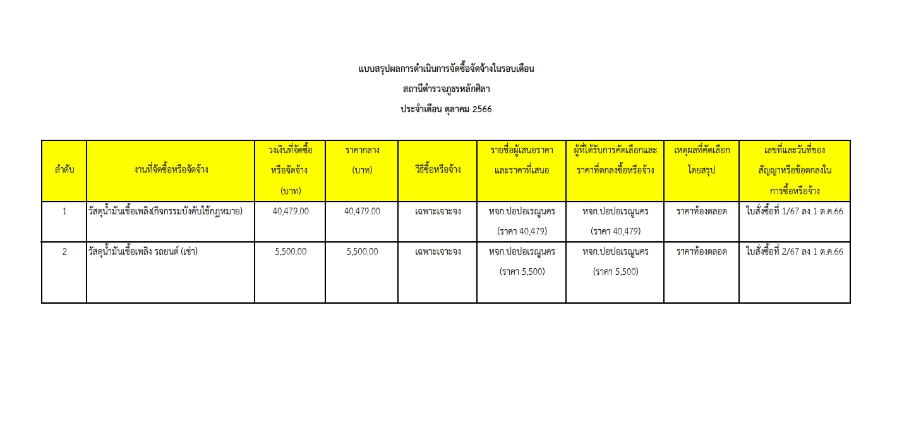 แบบสรุปผลการดำเนินการจัดซื้อจัดจ้างในรอบเดือน
สถานีตำรวจภูธรหลักศิลา
ประจำเดือน ตุลาคม 2566
ลำดับ งานที่จัดซื้อหรือจัดจ้าง วงเงินที่จัดซื้อ หรือจัดจ้าง (บาท) ราคากลาง (บาท) วิธีซื้อหรือจ้าง รายชื่อผู้เสนอราคา และราคาที่เสนอ ผู้ที่ได้รับการคัดเลือกและ ราคาที่ตกลงซื้อหรือจ้าง เหตุผลที่คัดเลือก โดยสรุป เลขที่และวันที่ของ สัญญาหรือข้อตกลงใน การซื้อหรือจ้าง
1 วัสดุน้ำมันเชื้อเพลิง(กิจกรรมบังคับใช้กฎหมาย) 40,479.00 40,479.00 เฉพาะเจาะจง หจก.ปอปอเรณูนคร หจก.ปอปอเรณูนคร ราคาท้องตลอด ใบสั่งซื้อที่ 1/67 ลง 1 ต.ค.66
(ราคา 40,479) (ราคา 40,479)
2 วัสดุน้ำมันเชื้อเพลิง รถยนต์ (เช่า) 5,500.00 5,500.00 เฉพาะเจาะจง หจก.ปอปอเรณูนคร หจก.ปอปอเรณูนคร ราคาท้องตลอด ใบสั่งซื้อที่ 2/67 ลง 1 ต.ค.66
(ราคา 5,500) (ราคา 5,500)